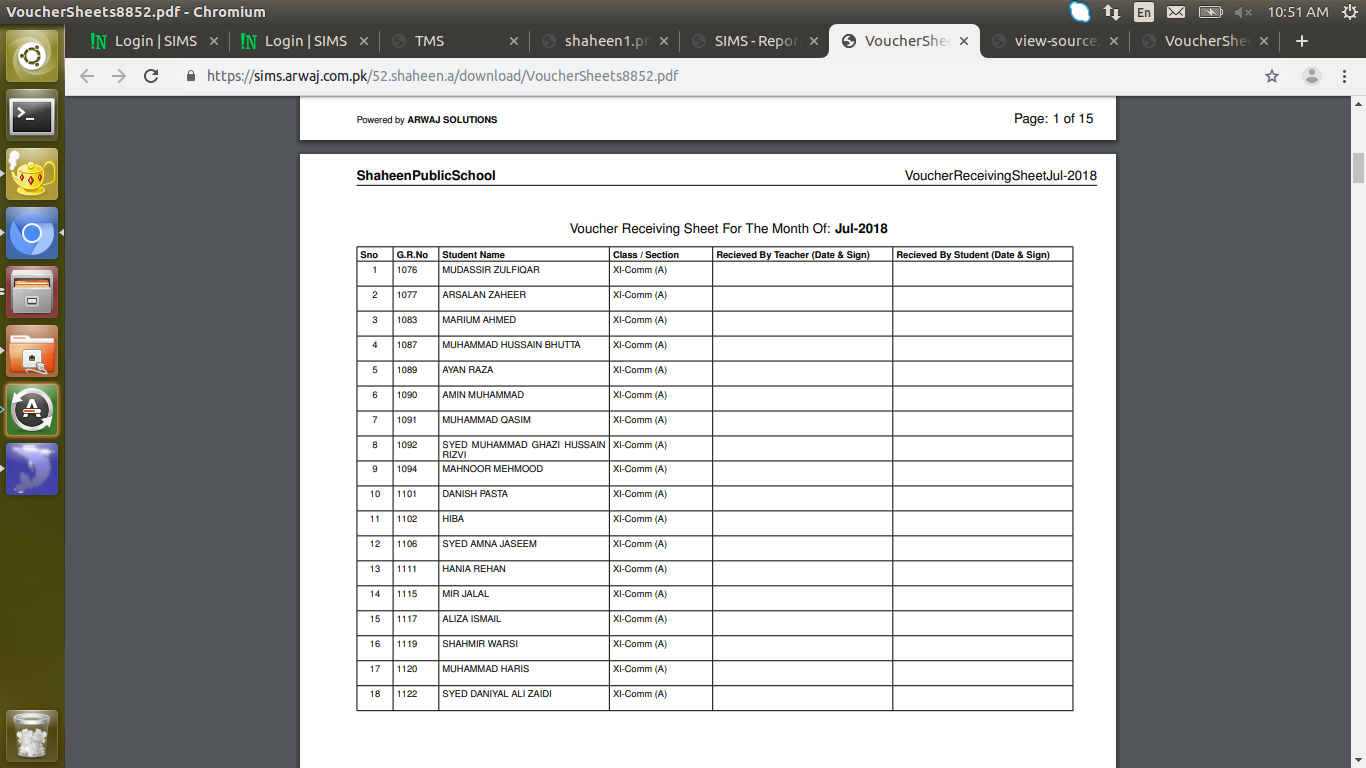 VoucherSheets8852.pdf - Chromium
En
10:51 AM
!N Login | SIMS
!N Login | SIMS
TMS
shaheen1.pr
SIMS - Repor
VoucherShe
view-source:
VoucherShe
https://sims.arwaj.com.pk/52.shaheen.a/download/VoucherSheets8852.pdf
Powered by ARWAJ SOLUTIONS Page: 1 of 15
ShaheenPublicSchool VoucherReceivingSheetJul-2018
Voucher Receiving Sheet For The Month Of: Jul-2018
Sno G.R.No Student Name Class / Section Recieved By Teacher (Date & Sign) Recieved By Student (Date & Sign)
1 1076 MUDASSIR ZULFIQAR XI-Comm (A)
2 1077 ARSALAN ZAHEER XI-Comm (A)
3 1083 MARIUM AHMED XI-Comm (A)
4 1087 MUHAMMAD HUSSAIN BHUTTA XI-Comm (A)
5 1089 AYAN RAZA XI-Comm (A)
6 1090 AMIN MUHAMMAD XI-Comm (A)
7 1091 MUHAMMAD QASIM XI-Comm (A)
8 1092 SYED MUHAMMAD GHAZI HUSSAIN XI-Comm (A)
RIZVI
9 1094 MAHNOOR MEHMOOD XI-Comm (A)
10 1101 DANISH PASTA XI-Comm (A)
11 1102 HIBA XI-Comm (A)
12 1106 SYED AMNA JASEEM XI-Comm (A)
13 1111 HANIA REHAN XI-Comm (A)
14 1115 MIR JALAL XI-Comm (A)
15 1117 ALIZA ISMAIL XI-Comm (A)
16 1119 SHAHMIR WARSI XI-Comm (A)
17 1120 MUHAMMAD HARIS XI-Comm (A)
18 1122 SYED DANIYAL ALI ZAIDI XI-Comm (A)